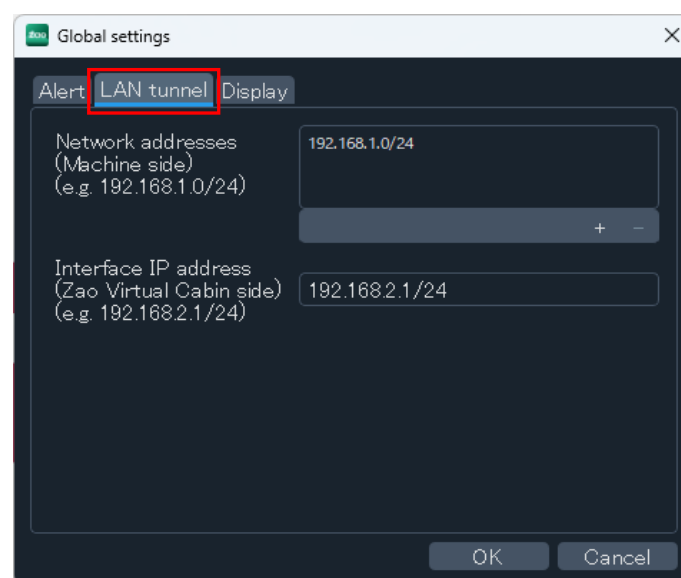 zao Global settings
Alert LAN tunnel Display
Network addresses
(Machine side)
(e.g. 192.168.1.0/24)
192.168.1.0/24
+ −
Interface IP address
(Zao Virtual Cabin side)
(e.g. 192.168.2.1/24)
192.168.2.1/24
OK Cancel